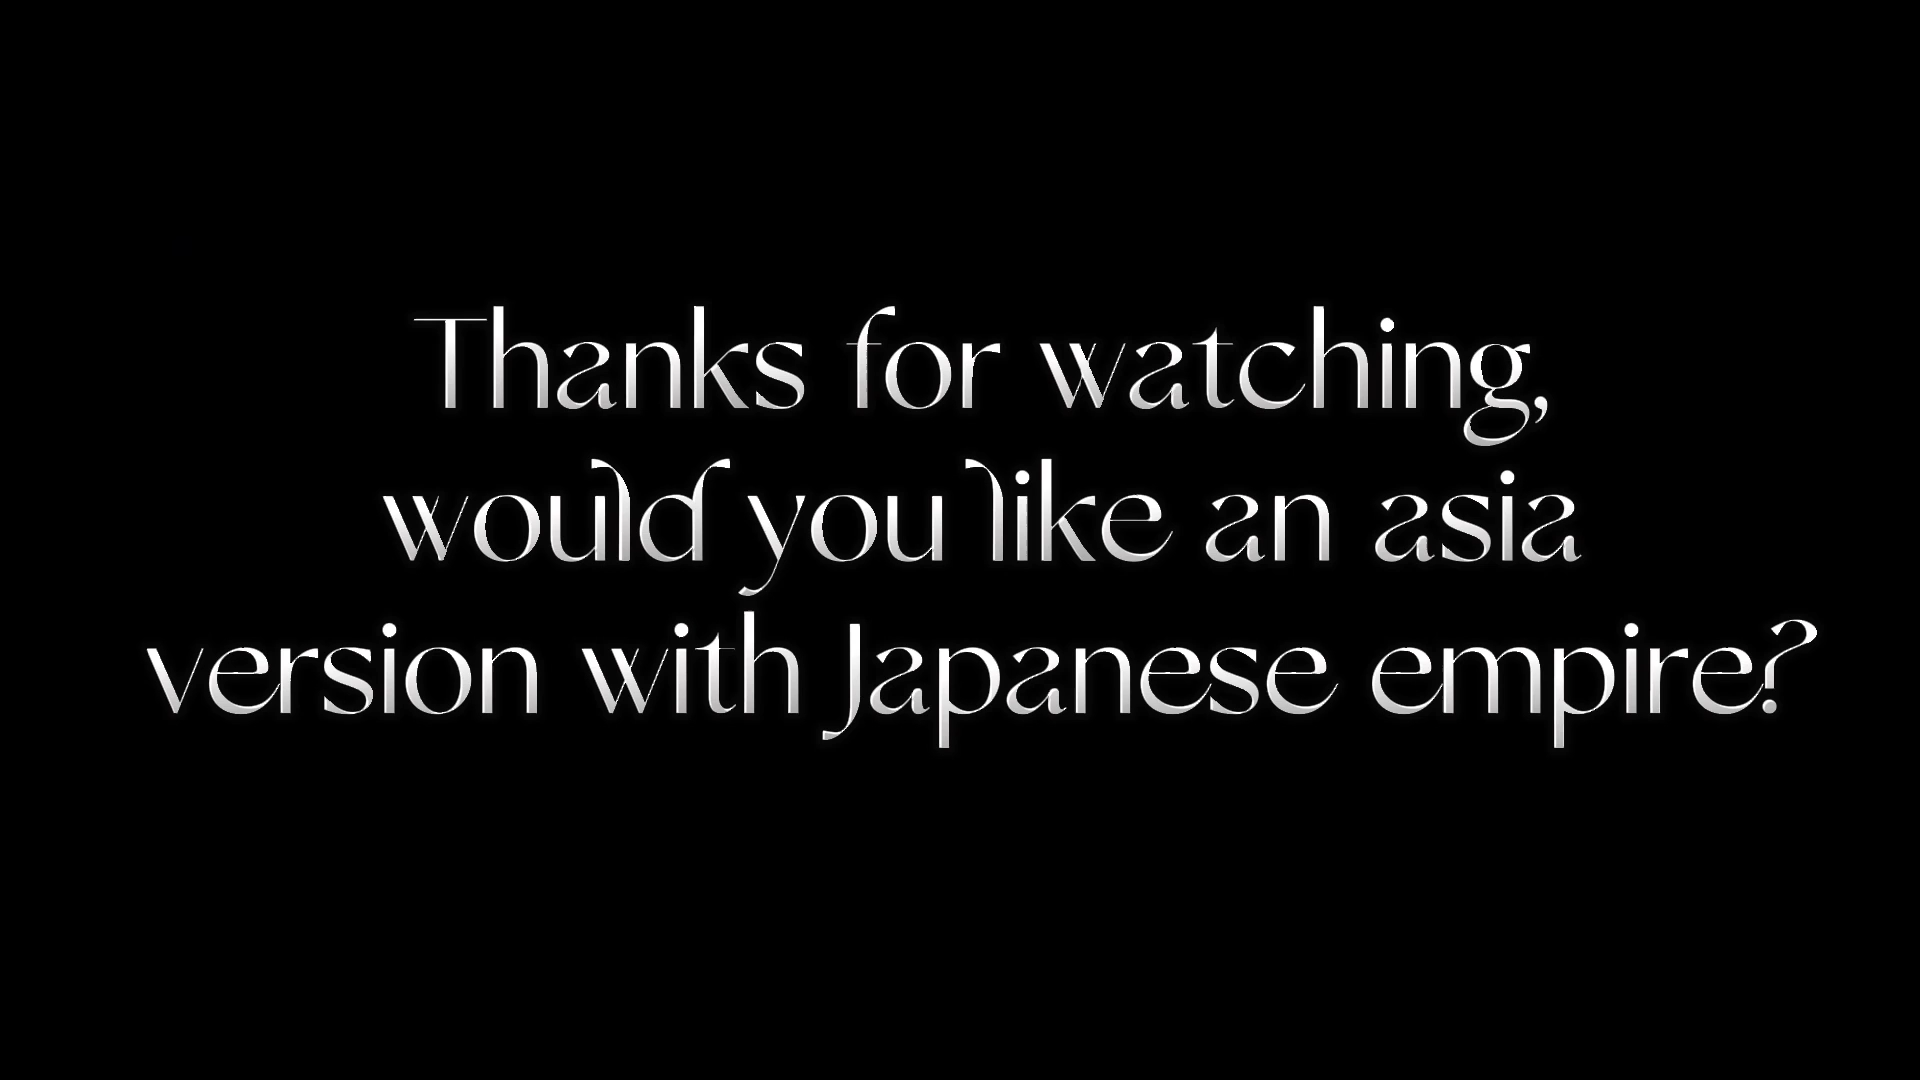 Thanks for watching,
would you like an asia
version with Japanese empire?